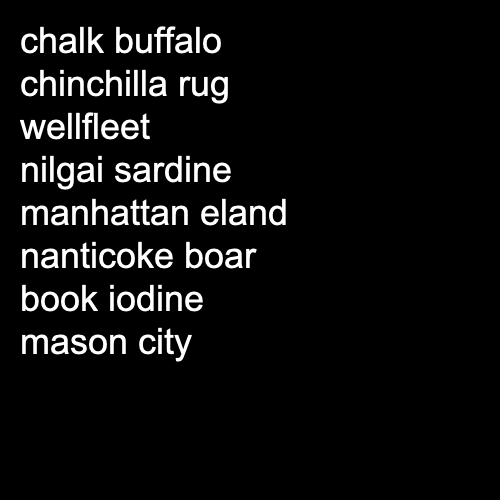 chalk buffalo
chinchilla rug
wellfleet
nilgai sardine
manhattan eland
nanticoke boar
book iodine
mason city